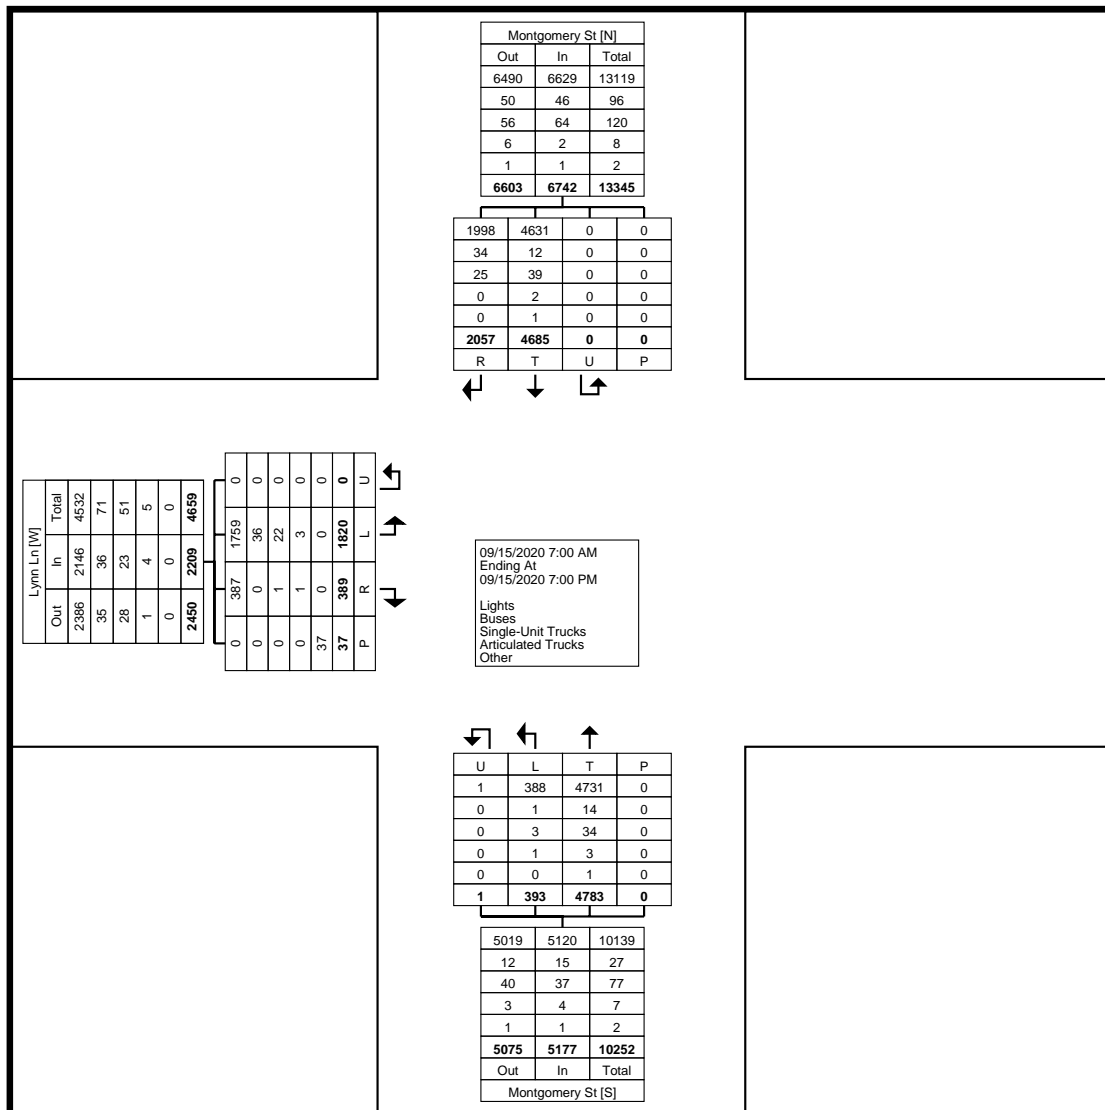 Montgomery St [N]
Out In Total
6490 6629 13119
50 46 96
56 64 120
6 2 8
1 1 2
6603 6742 13345
1998 4631 0 0
34 12 0 0
25 39 0 0
0 2 0 0
0 1 0 0
2057 4685 0 0
R T U P
Lynn Ln [W]
Out In Total
2386 2146 4532
35 36 71
28 23 51
1 4 5
0 0 0
2450 2209 4659
0 387 1759 0
0 0 36 0
0 1 22 0
0 1 3 0
37 0 0 0
37 389 1820 0
P R L U
09/15/2020 7:00 AM
Ending At
09/15/2020 7:00 PM
Lights
Buses
Single-Unit Trucks
Articulated Trucks
Other
U L T P
1 388 4731 0
0 1 14 0
0 3 34 0
0 1 3 0
0 0 1 0
1 393 4783 0
5019 5120 10139
12 15 27
40 37 77
3 4 7
1 1 2
5075 5177 10252
Out In Total
Montgomery St [S]